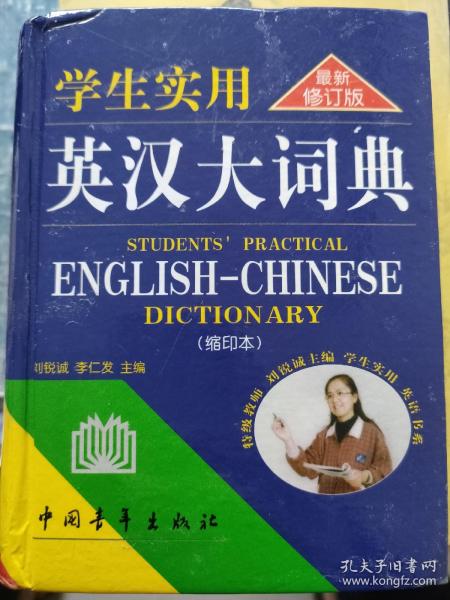 学生实用
最新
修订版
英汉大词典
STUDENTS' PRACTICAL
ENGLISH-CHINESE
DICTIONARY
(缩印本)
刘锐诚 李仁发 主编
特级教师 刘锐诚主编 学生实用 英语书系
中国青年出版社
孔夫子旧书网
www.kongfz.com